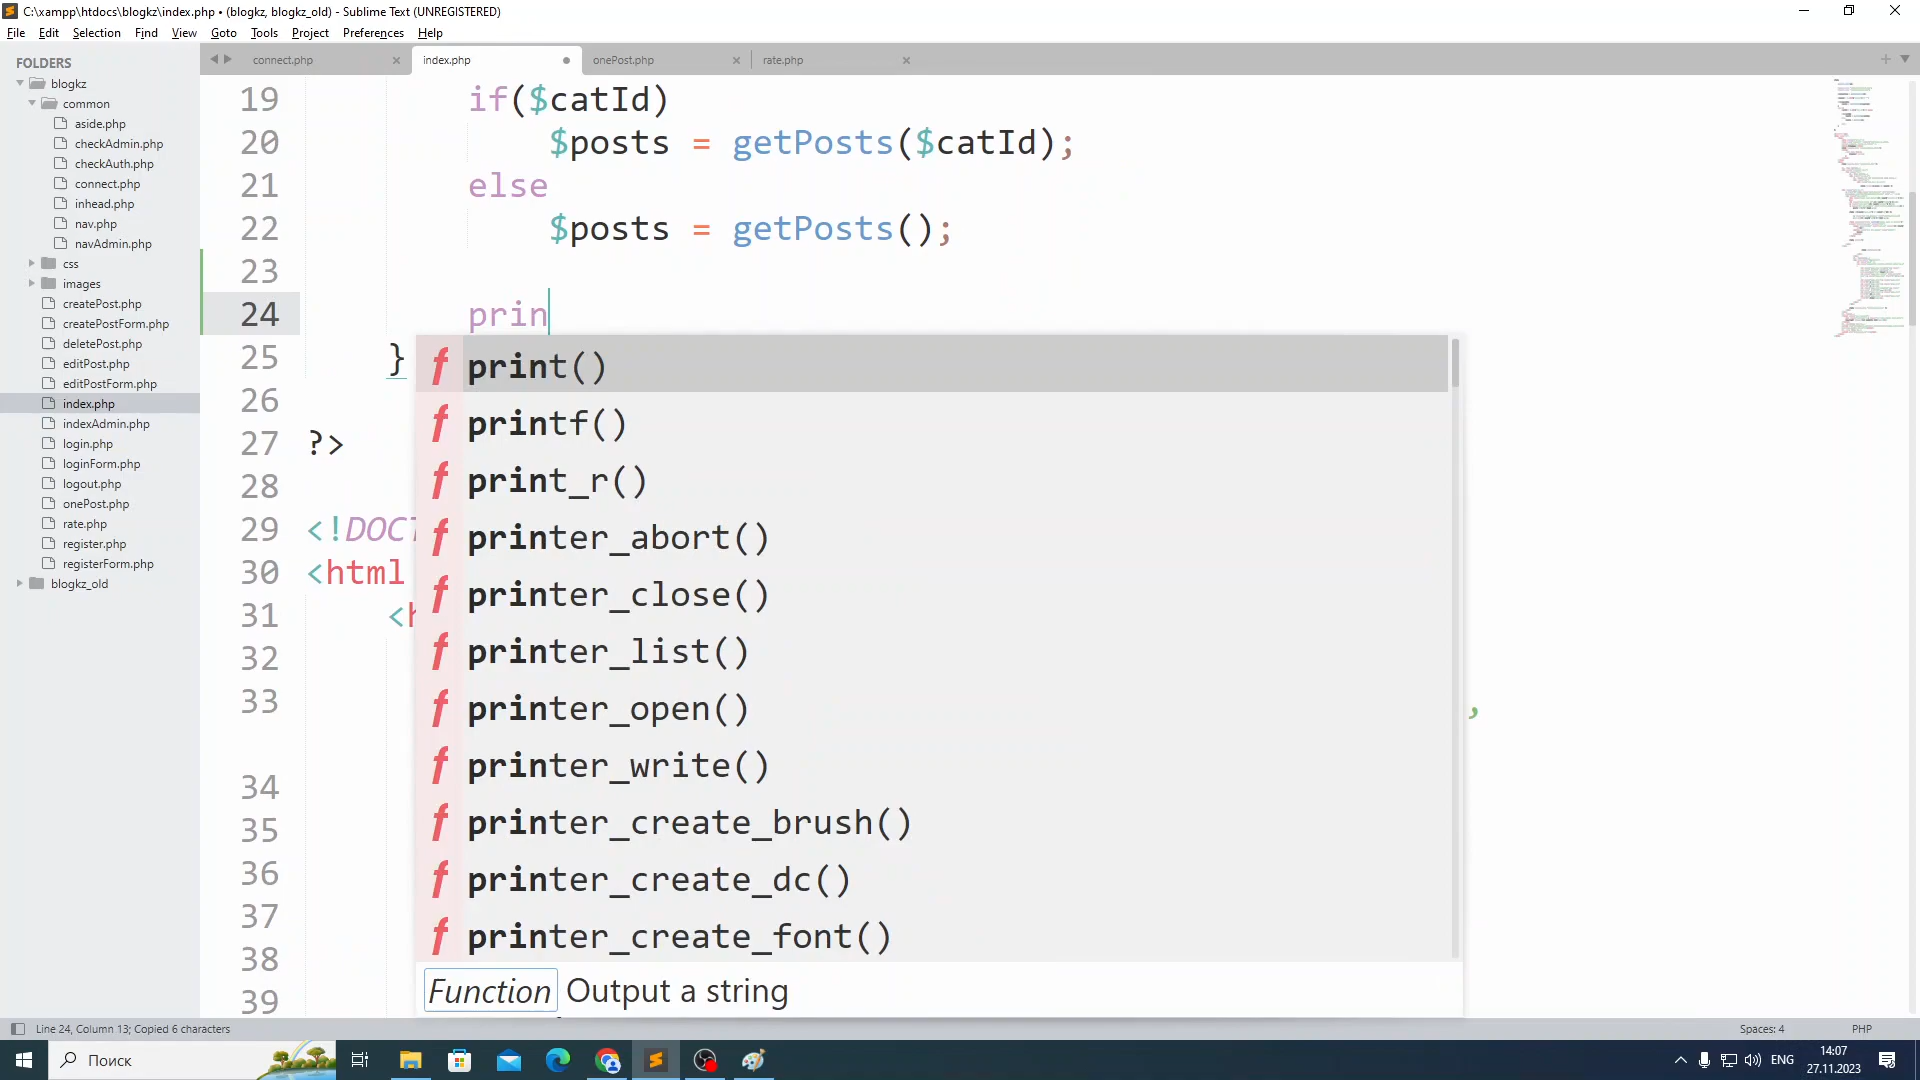 C:\xampp\htdocs\blogkz\index.php • (blogkz, blogkz_old) - Sublime Text (UNREGISTERED)
File Edit Selection Find View Goto Tools Project Preferences Help
FOLDERS
blogkz
common
aside.php
checkAdmin.php
checkAuth.php
connect.php
inhead.php
nav.php
navAdmin.php
css
images
createPost.php
createPostForm.php
deletePost.php
editPost.php
editPostForm.php
index.php
indexAdmin.php
login.php
loginForm.php
logout.php
onePost.php
rate.php
register.php
registerForm.php
blogkz_old
connect.php index.php onePost.php rate.php
19 if($catId)
20 $posts = getPosts($catId);
21 else
22 $posts = getPosts();
23
24 prin
25 }
26
27 ?>
28
29 <!DOCT
30 <html
31 <h
32
33 ,
34
35
36
37
38
39
f print()
f printf()
f print_r()
f printer_abort()
f printer_close()
f printer_list()
f printer_open()
f printer_write()
f printer_create_brush()
f printer_create_dc()
f printer_create_font()
Function Output a string
Line 24, Column 13; Copied 6 characters Spaces: 4 PHP
Поиск ENG 14:07
27.11.2023